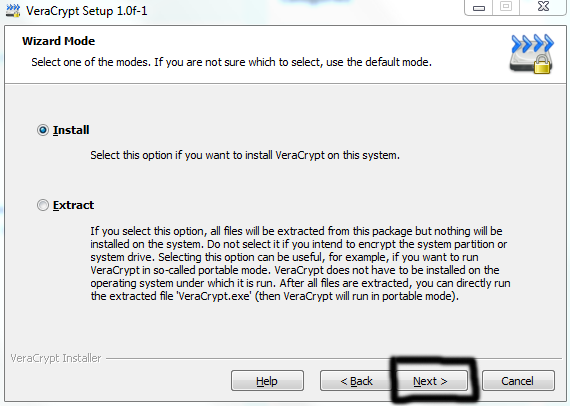 VeraCrypt Setup 1.0f-1
Wizard Mode
Select one of the modes. If you are not sure which to select, use the default mode.
Install
Select this option if you want to install VeraCrypt on this system.
Extract
If you select this option, all files will be extracted from this package but nothing will be
installed on the system. Do not select it if you intend to encrypt the system partition or
system drive. Selecting this option can be useful, for example, if you want to run
VeraCrypt in so-called portable mode. VeraCrypt does not have to be installed on the
operating system under which it is run. After all files are extracted, you can directly run
the extracted file 'VeraCrypt.exe' (then VeraCrypt will run in portable mode).
VeraCrypt Installer
Help < Back Next > Cancel